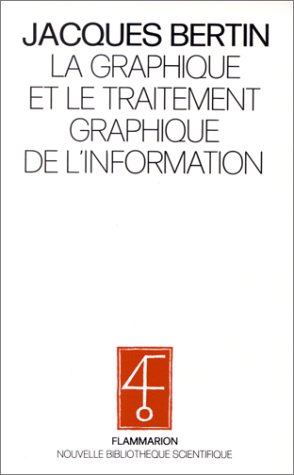 JACQUES BERTIN
LA GRAPHIQUE
ET LE TRAITEMENT
GRAPHIQUE
DE L'INFORMATION
FLAMMARION
NOUVELLE BIBLIOTHÈQUE SCIENTIFIQUE